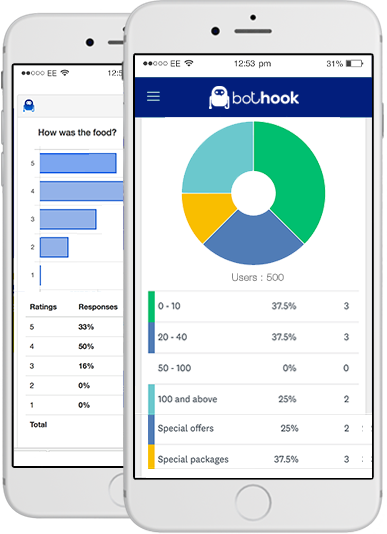 ●●○○○ EE 12:5
How was the food?
5
4
3
2
1
Ratings Responses
5 33%
4 50%
3 16%
2 0%
1 0%
Total
●●○○○ EE 12:53 pm 31%
bot:hook
Users : 500
0 - 10 37.5% 3
20 - 40 37.5% 3
50 - 100 0% 0
100 and above 25% 2
Special offers 25% 2
Special packages 37.5% 3